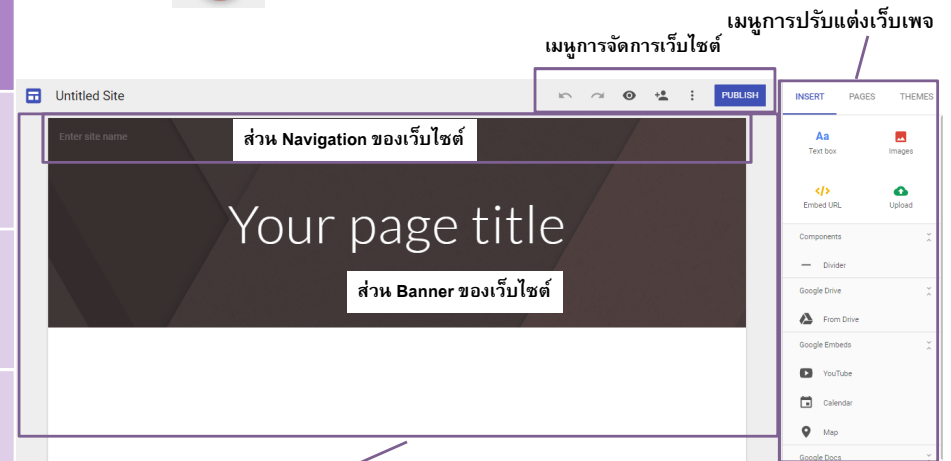 เมนูการปรับแต่งเว็บเพจ
เมนูการจัดการเว็บไซต์
Untitled Site
PUBLISH
INSERT PAGES THEMES
Enter site name
ส่วน Navigation ของเว็บไซต์
Your page title
ส่วน Banner ของเว็บไซต์
Aa
Text box
Images
Embed URL
Upload
Components
Divider
Google Drive
From Drive
Google Embeds
YouTube
Calendar
Map
Google Docs